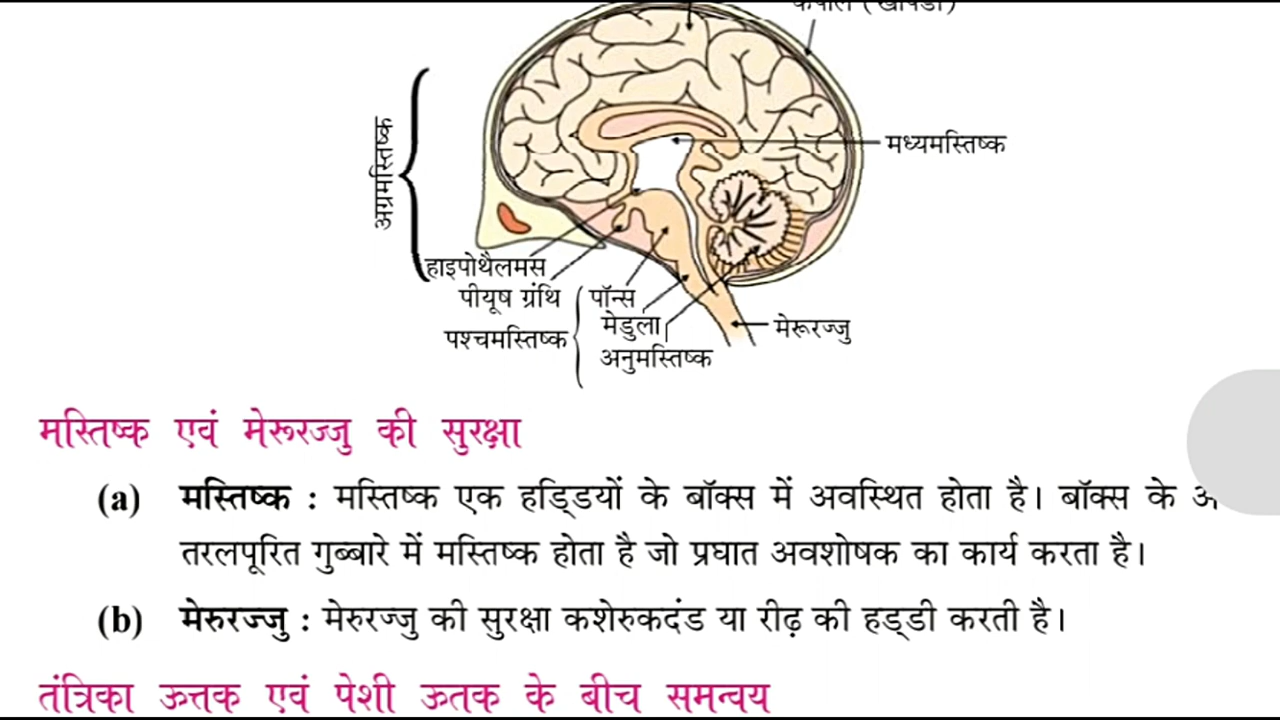 अग्रमस्तिष्क
मध्यमस्तिष्क
हाइपोथैलमस
पीयूष ग्रंथि
पॉन्स
मेडुला
पश्चमस्तिष्क
अनुमस्तिष्क
मेरूरज्जु
मस्तिष्क एवं मेरूरज्जु की सुरक्षा
(a) मस्तिष्क : मस्तिष्क एक हड्डियों के बॉक्स में अवस्थित होता है। बॉक्स के
तरलपूरित गुब्बारे में मस्तिष्क होता है जो प्रघात अवशोषक का कार्य करता है।
(b) मेरुरज्जु : मेरुरज्जु की सुरक्षा कशेरुकदंड या रीढ़ की हड्डी करती है।
तंत्रिका ऊत्तक एवं पेशी ऊतक के बीच समन्वय